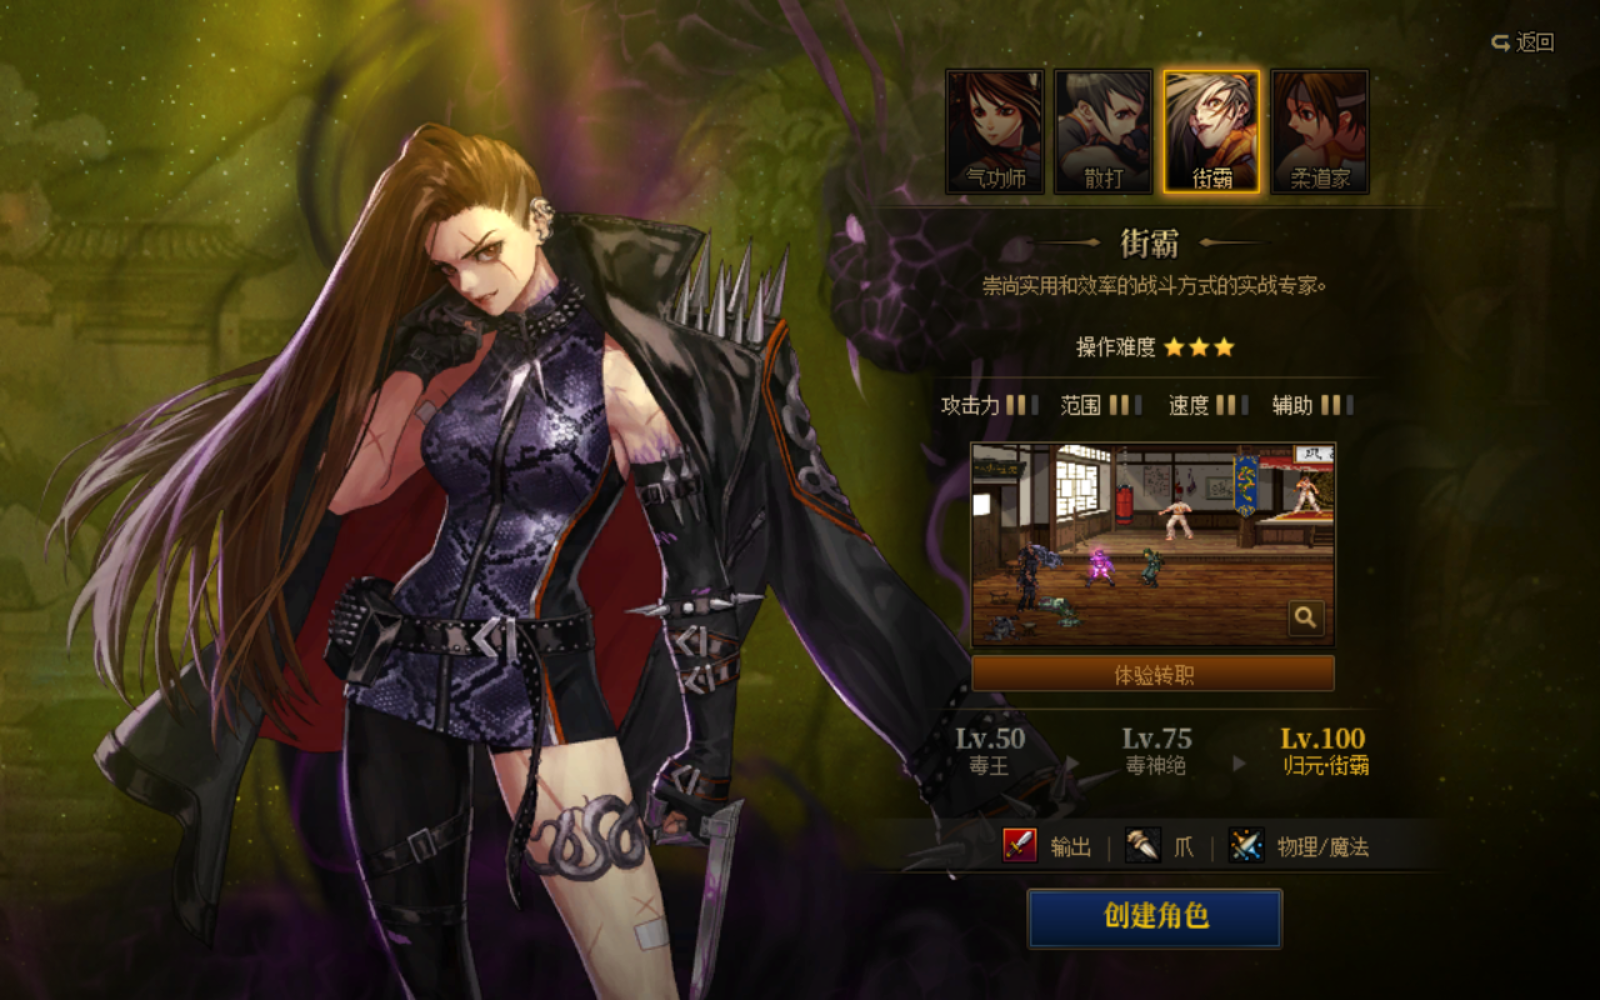 返回
气功师
散打
街霸
柔道家
街霸
崇尚实用和效率的战斗方式的实战专家。
操作难度
攻击力 范围 速度 辅助
体验转职
Lv.50 Lv.75 Lv.100
毒王 毒神绝 归元·街霸
输出 | 爪 | 物理/魔法
创建角色